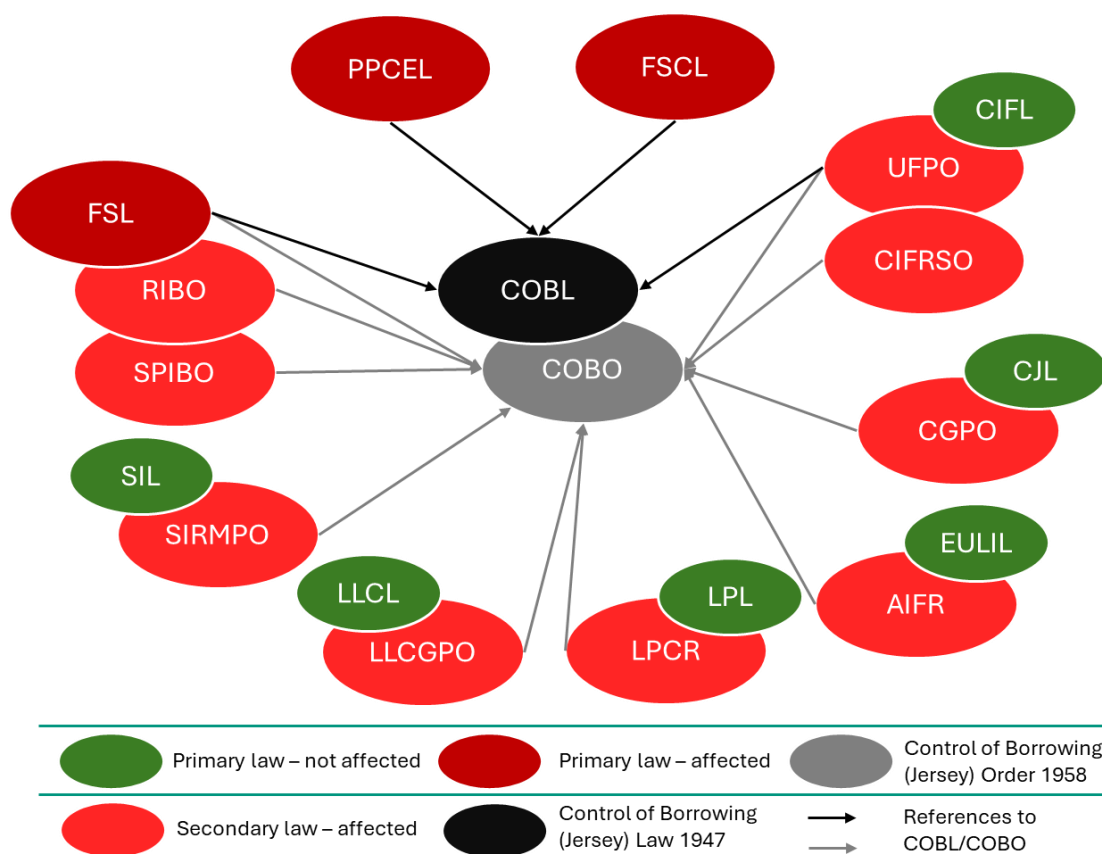 PPCEL
FSCL
CIFL
UFPO
FSL
CIFRSO
RIBO
COBL
SPIBO
COBO
CJL
CGPO
SIL
SIRMPO
EULIL
LLCL
LPL
AIFR
LLCGPO
LPCR
Primary law – not affected
Primary law – affected
Control of Borrowing
(Jersey) Order 1958
Secondary law – affected
Control of Borrowing
(Jersey) Law 1947
References to
COBL/COBO